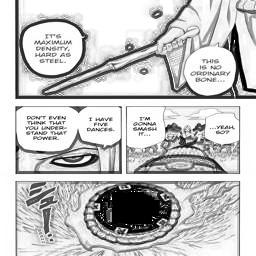 THIS IS
NO ORDINARY
BONE...
IT'S
MAXIMUM
DENSITY,
HARD AS
STEEL.
...YEAH,
SO?
I'M
GONNA
SMASH
IT...
I HAVE
FIVE
DANCES.
DON'T EVEN
THINK THAT
YOU UNDER-
STAND THAT
POWER.